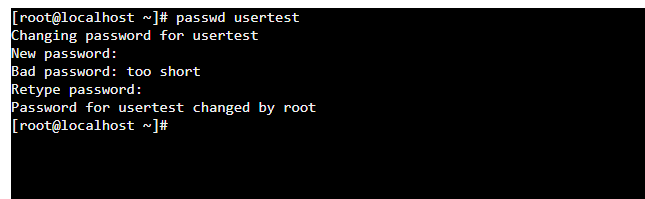 [root@localhost ~]# passwd usertest
Changing password for usertest
New password:
Bad password: too short
Retype password:
Password for usertest changed by root
[root@localhost ~]#